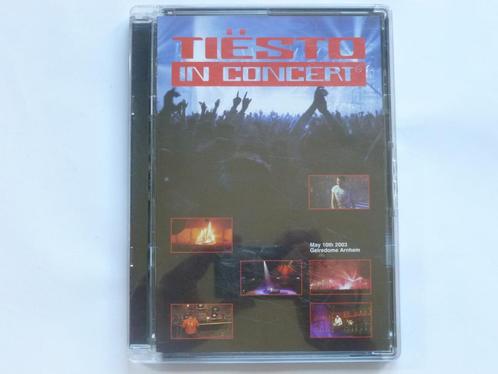 TIËSTO
IN CONCERT
May 10th 2003
Gelredome Arnhem